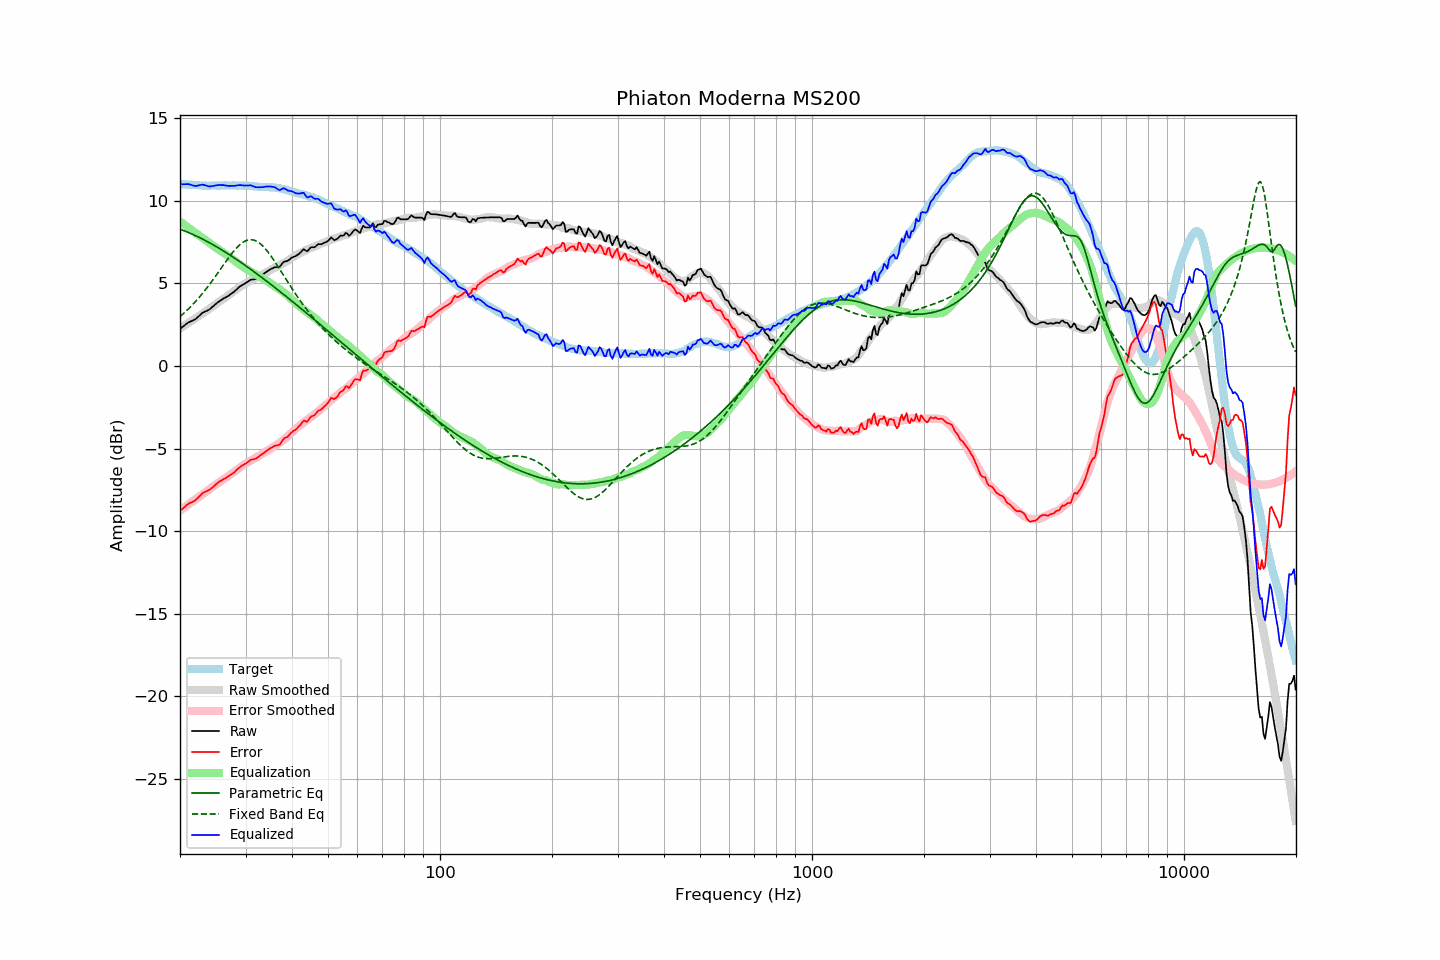 Phiaton Moderna MS200
15
10
5
0
−5
−10
−15
−20
−25
Amplitude (dBr)
Target
Raw Smoothed
Error Smoothed
Raw
Error
Equalization
Parametric Eq
Fixed Band Eq
Equalized
100 1000 10000
Frequency (Hz)